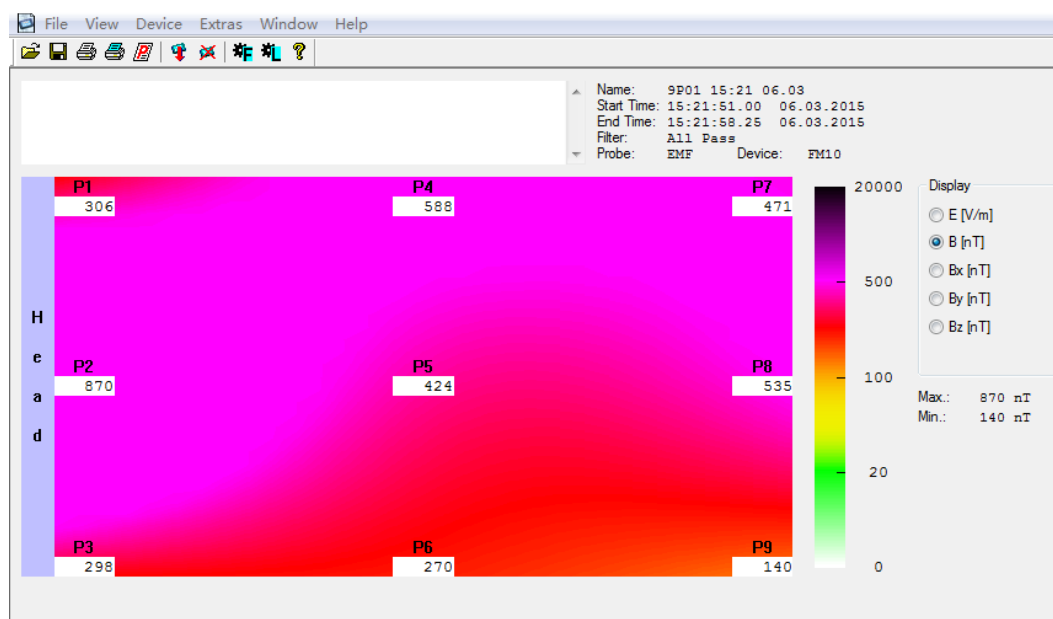 File View Device Extras Window Help
Name: 9P01 15:21 06.03
Start Time: 15:21:51.00 06.03.2015
End Time: 15:21:58.25 06.03.2015
Filter: All Pass
Probe: EMF Device: FM10
Head
P1 P4 P7
306 588 471
P2 P5 P8
870 424 535
P3 P6 P9
298 270 140
20000
500
100
20
0
Display
E [V/m]
B [nT]
Bx [nT]
By [nT]
Bz [nT]
Max.: 870 nT
Min.: 140 nT